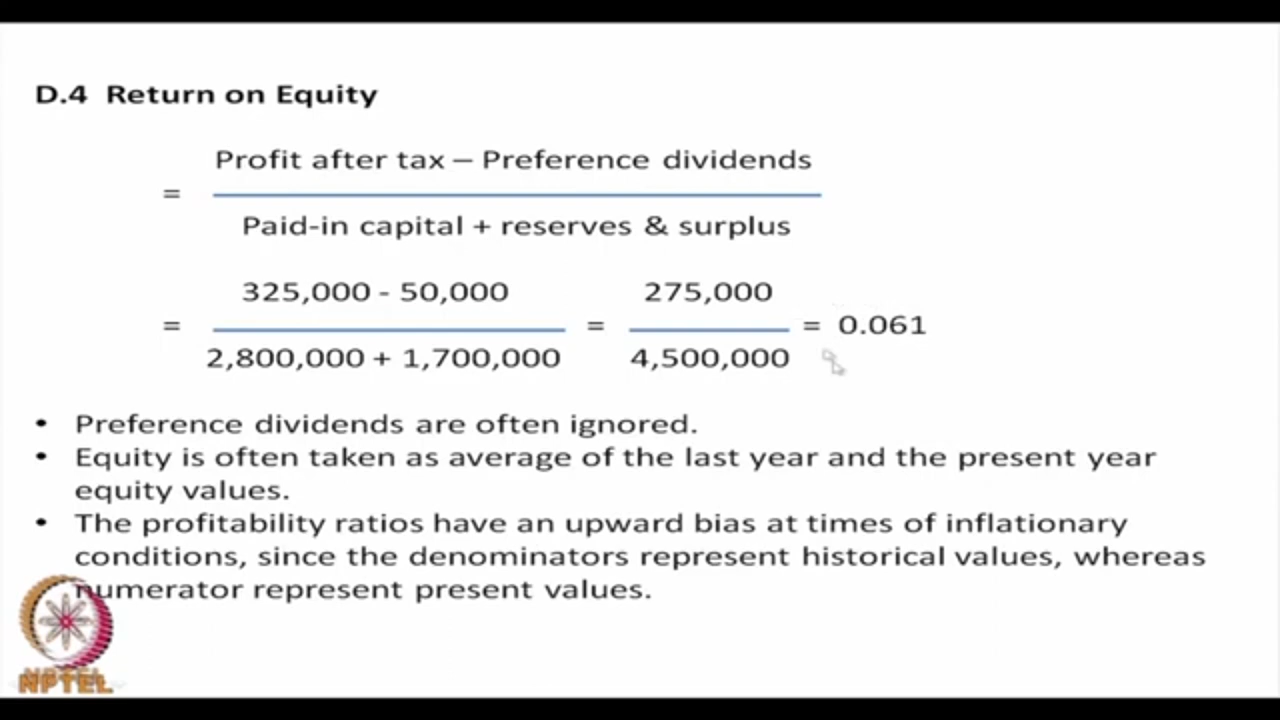 D.4 Return on Equity
Profit after tax – Preference dividends
=
Paid-in capital + reserves & surplus
325,000 - 50,000 275,000
= = = 0.061
2,800,000 + 1,700,000 4,500,000
• Preference dividends are often ignored.
• Equity is often taken as average of the last year and the present year
equity values.
• The profitability ratios have an upward bias at times of inflationary
conditions, since the denominators represent historical values, whereas
numerator represent present values.
NPTEL